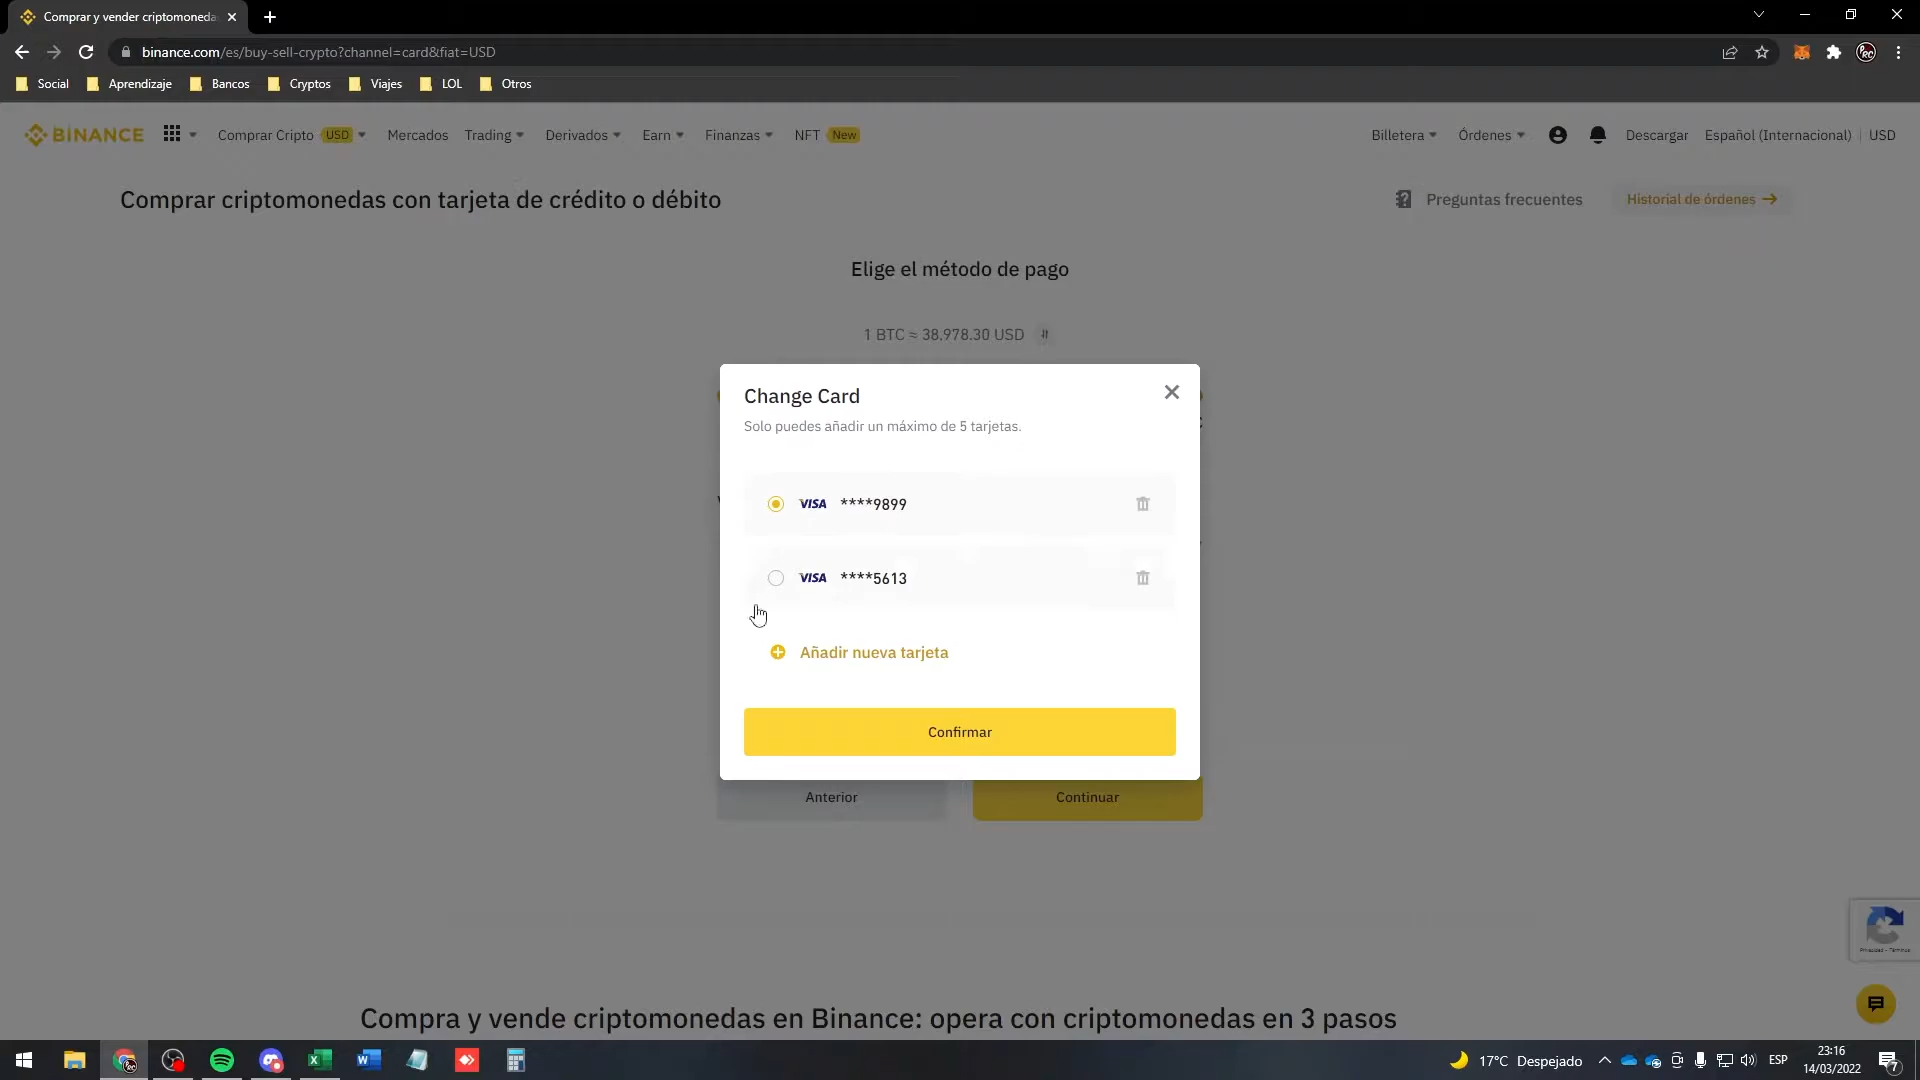 Comprar y vender criptomoneda
binance.com/es/buy-sell-crypto?channel=card&fiat=USD
Social Aprendizaje Bancos Cryptos Viajes LOL Otros
BINANCE Comprar Cripto USD Mercados Trading Derivados Earn Finanzas NFT New Billetera Órdenes Descargar Español (Internacional) | USD
Comprar criptomonedas con tarjeta de crédito o débito Preguntas frecuentes Historial de órdenes
Elige el método de pago
1 BTC ≈ 38,978.30 USD
Change Card
Solo puedes añadir un máximo de 5 tarjetas.
VISA ****9899
VISA ****5613
Añadir nueva tarjeta
Confirmar
Anterior Continuar
Privacidad - Términos
Compra y vende criptomonedas en Binance: opera con criptomonedas en 3 pasos
17°C Despejado ESP 23:16
14/03/2022 7